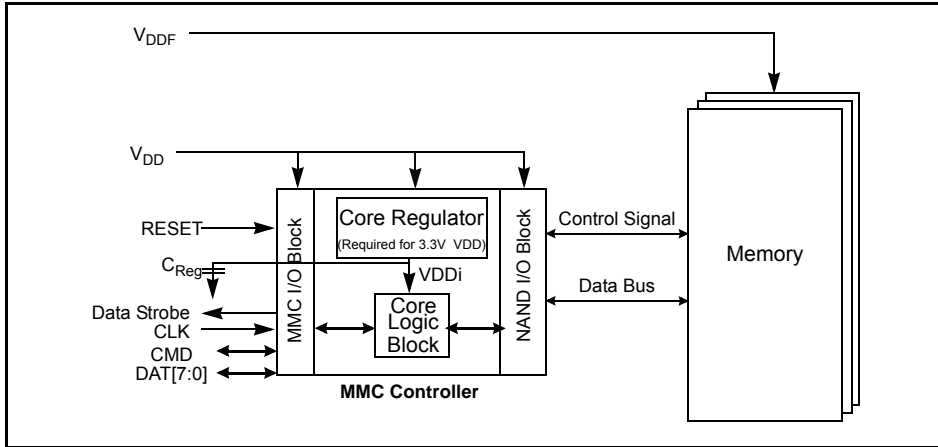 VDDF
VDD
Core Regulator
(Required for 3.3V VDD)
RESET
CReg
VDDi
MMC I/O Block
NAND I/O Block
Control Signal
Memory
Data Bus
Data Strobe
CLK
CMD
DAT[7:0]
Core
Logic
Block
MMC Controller